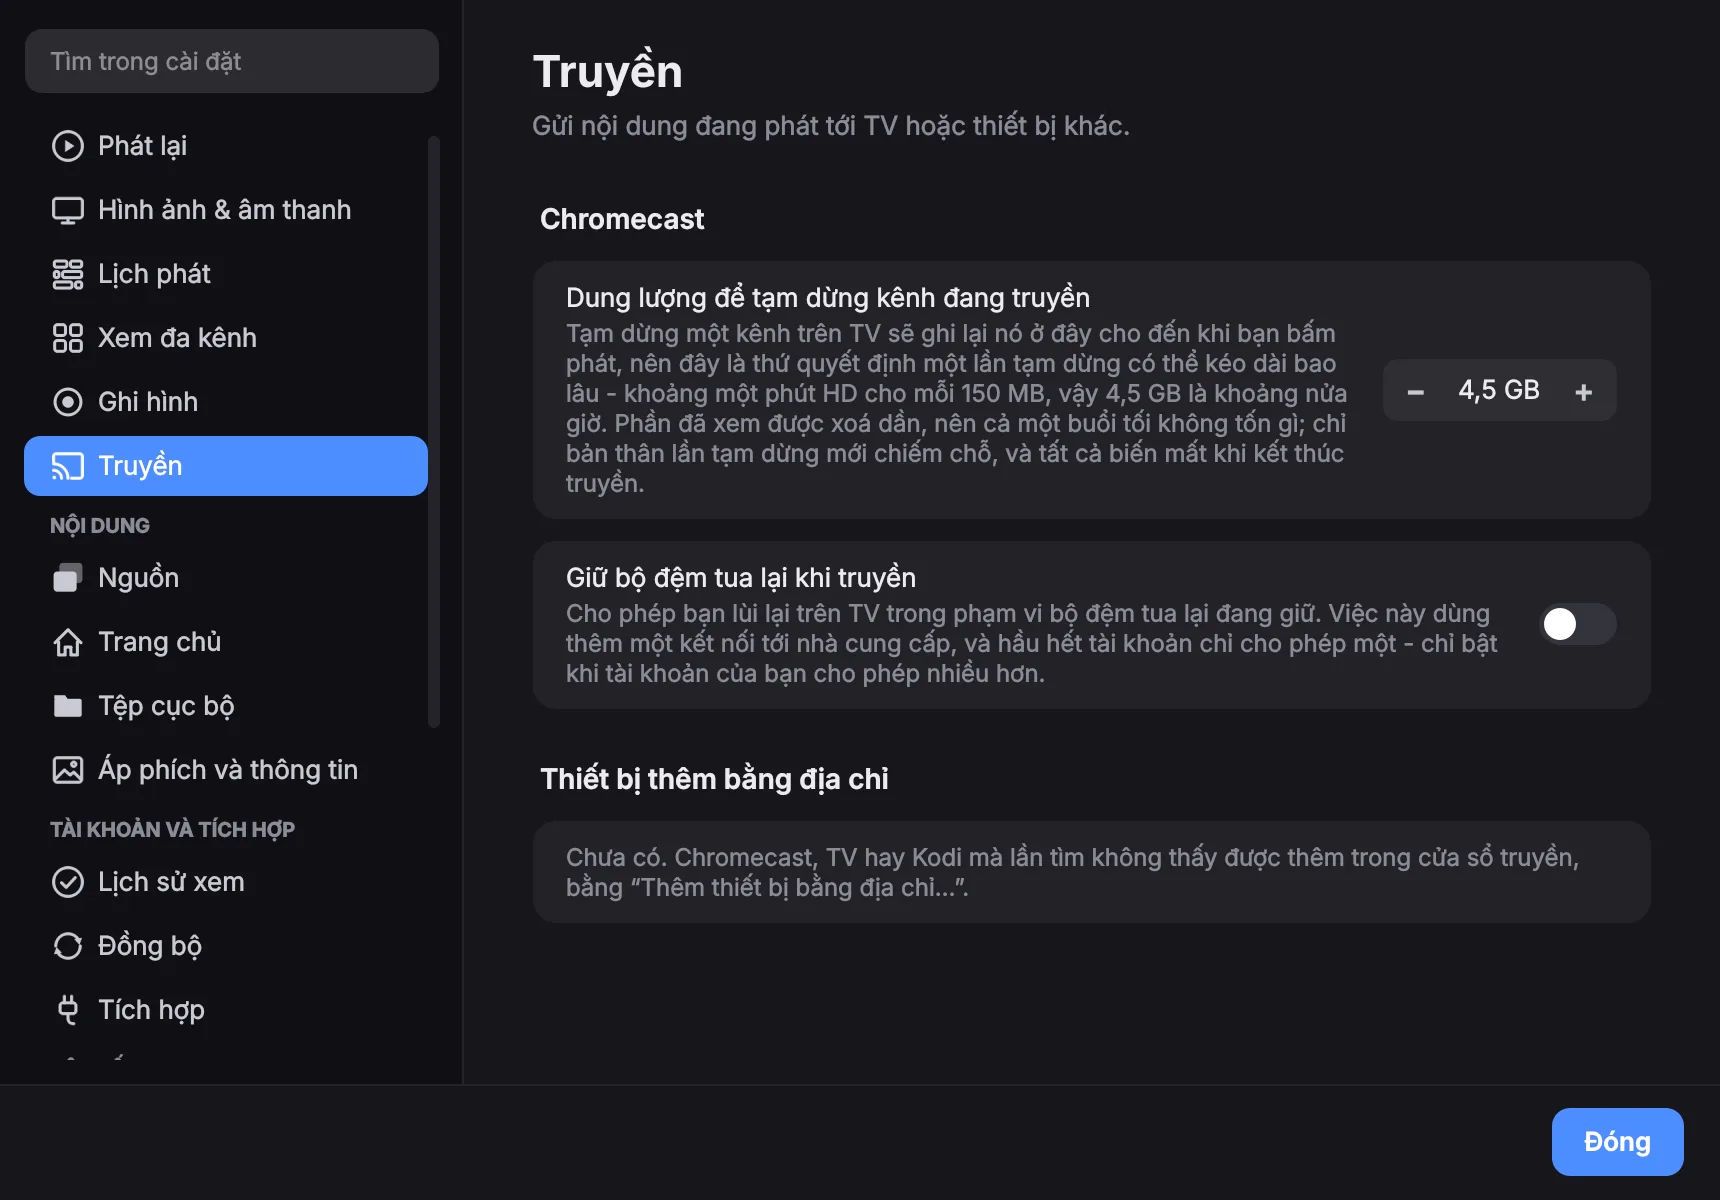 Tìm trong cài đặt
Phát lại
Hình ảnh & âm thanh
Lịch phát
Xem đa kênh
Ghi hình
Truyền
NỘI DUNG
Nguồn
Trang chủ
Tệp cục bộ
Áp phích và thông tin
TÀI KHOẢN VÀ TÍCH HỢP
Lịch sử xem
Đồng bộ
Tích hợp
Truyền
Gửi nội dung đang phát tới TV hoặc thiết bị khác.
Chromecast
Dung lượng để tạm dừng kênh đang truyền
Tạm dừng một kênh trên TV sẽ ghi lại nó ở đây cho đến khi bạn bấm
phát, nên đây là thứ quyết định một lần tạm dừng có thể kéo dài bao
lâu - khoảng một phút HD cho mỗi 150 MB, vậy 4,5 GB là khoảng nửa
giờ. Phần đã xem được xoá dần, nên cả một buổi tối không tốn gì; chỉ
bản thân lần tạm dừng mới chiếm chỗ, và tất cả biến mất khi kết thúc
truyền.
− 4,5 GB +
Giữ bộ đệm tua lại khi truyền
Cho phép bạn lùi lại trên TV trong phạm vi bộ đệm tua lại đang giữ. Việc này dùng
thêm một kết nối tới nhà cung cấp, và hầu hết tài khoản chỉ cho phép một - chỉ bật
khi tài khoản của bạn cho phép nhiều hơn.
Thiết bị thêm bằng địa chỉ
Chưa có. Chromecast, TV hay Kodi mà lần tìm không thấy được thêm trong cửa sổ truyền,
bằng “Thêm thiết bị bằng địa chỉ...”.
Đóng